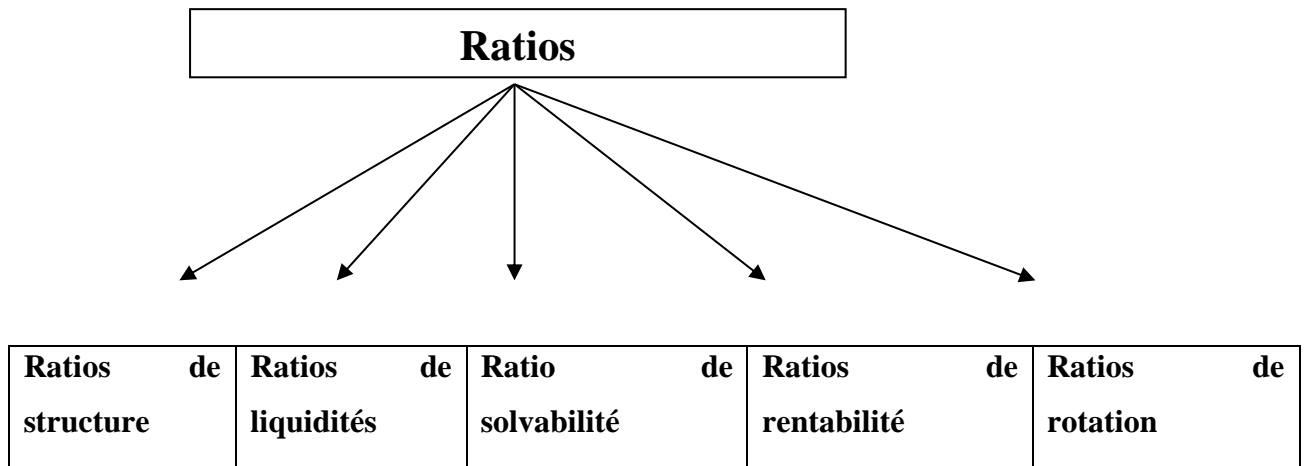 Ratios
Ratios de
structure
Ratios de
liquidités
Ratio de
solvabilité
Ratios de
rentabilité
Ratios de
rotation